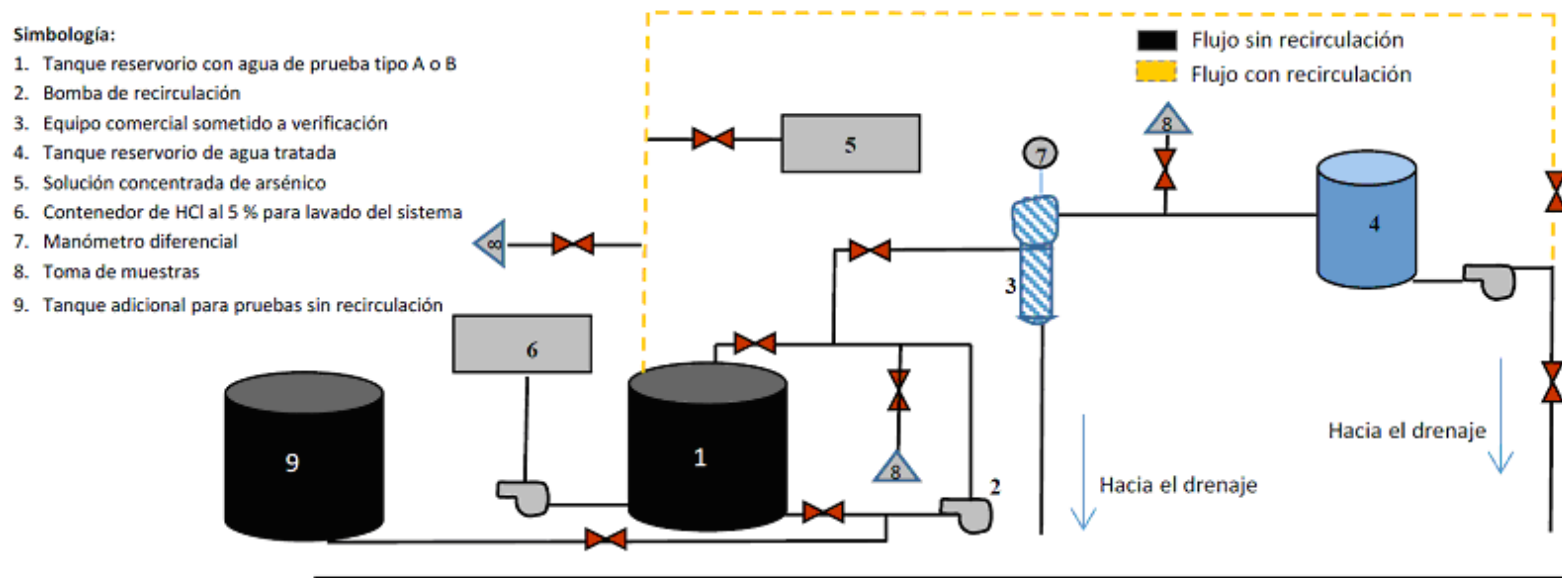 Simbología:
1. Tanque reservorio con agua de prueba tipo A o B
2. Bomba de recirculación
3. Equipo comercial sometido a verificación
4. Tanque reservorio de agua tratada
5. Solución concentrada de arsénico
6. Contenedor de HCl al 5 % para lavado del sistema
7. Manómetro diferencial
8. Toma de muestras
9. Tanque adicional para pruebas sin recirculación
Flujo sin recirculación
Flujo con recirculación
8
5
7
4
8
3
6
9
1
8
2
Hacia el drenaje
Hacia el drenaje